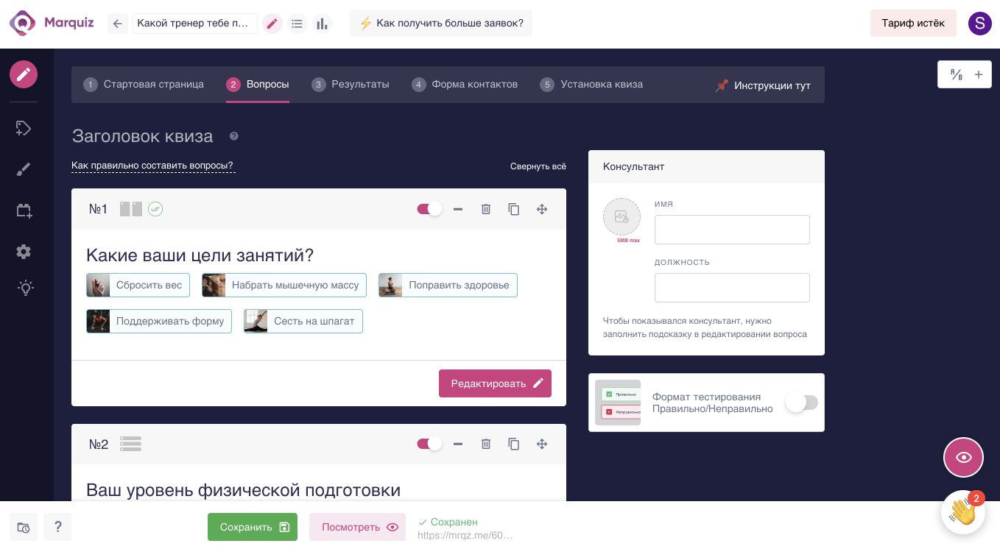 Marquiz
Какой тренер тебе п...
⚡ Как получить больше заявок?
Тариф истёк
S
1 Стартовая страница
2 Вопросы
3 Результаты
4 Форма контактов
5 Установка квиза
Инструкции тут
A/B +
Заголовок квиза ?
Как правильно составить вопросы?
Свернуть всё
№1
Какие ваши цели занятий?
Сбросить вес
Набрать мышечную массу
Поправить здоровье
Поддерживать форму
Сесть на шпагат
Редактировать
№2
Ваш уровень физической подготовки
Консультант
5MB max
ИМЯ
ДОЛЖНОСТЬ
Чтобы показывался консультант, нужно
заполнить подсказку в редактировании вопроса
Правильно
Неправильно
Формат тестирования
Правильно/Неправильно
2
?
Сохранить
Посмотреть
Сохранен
https://mrqz.me/60...